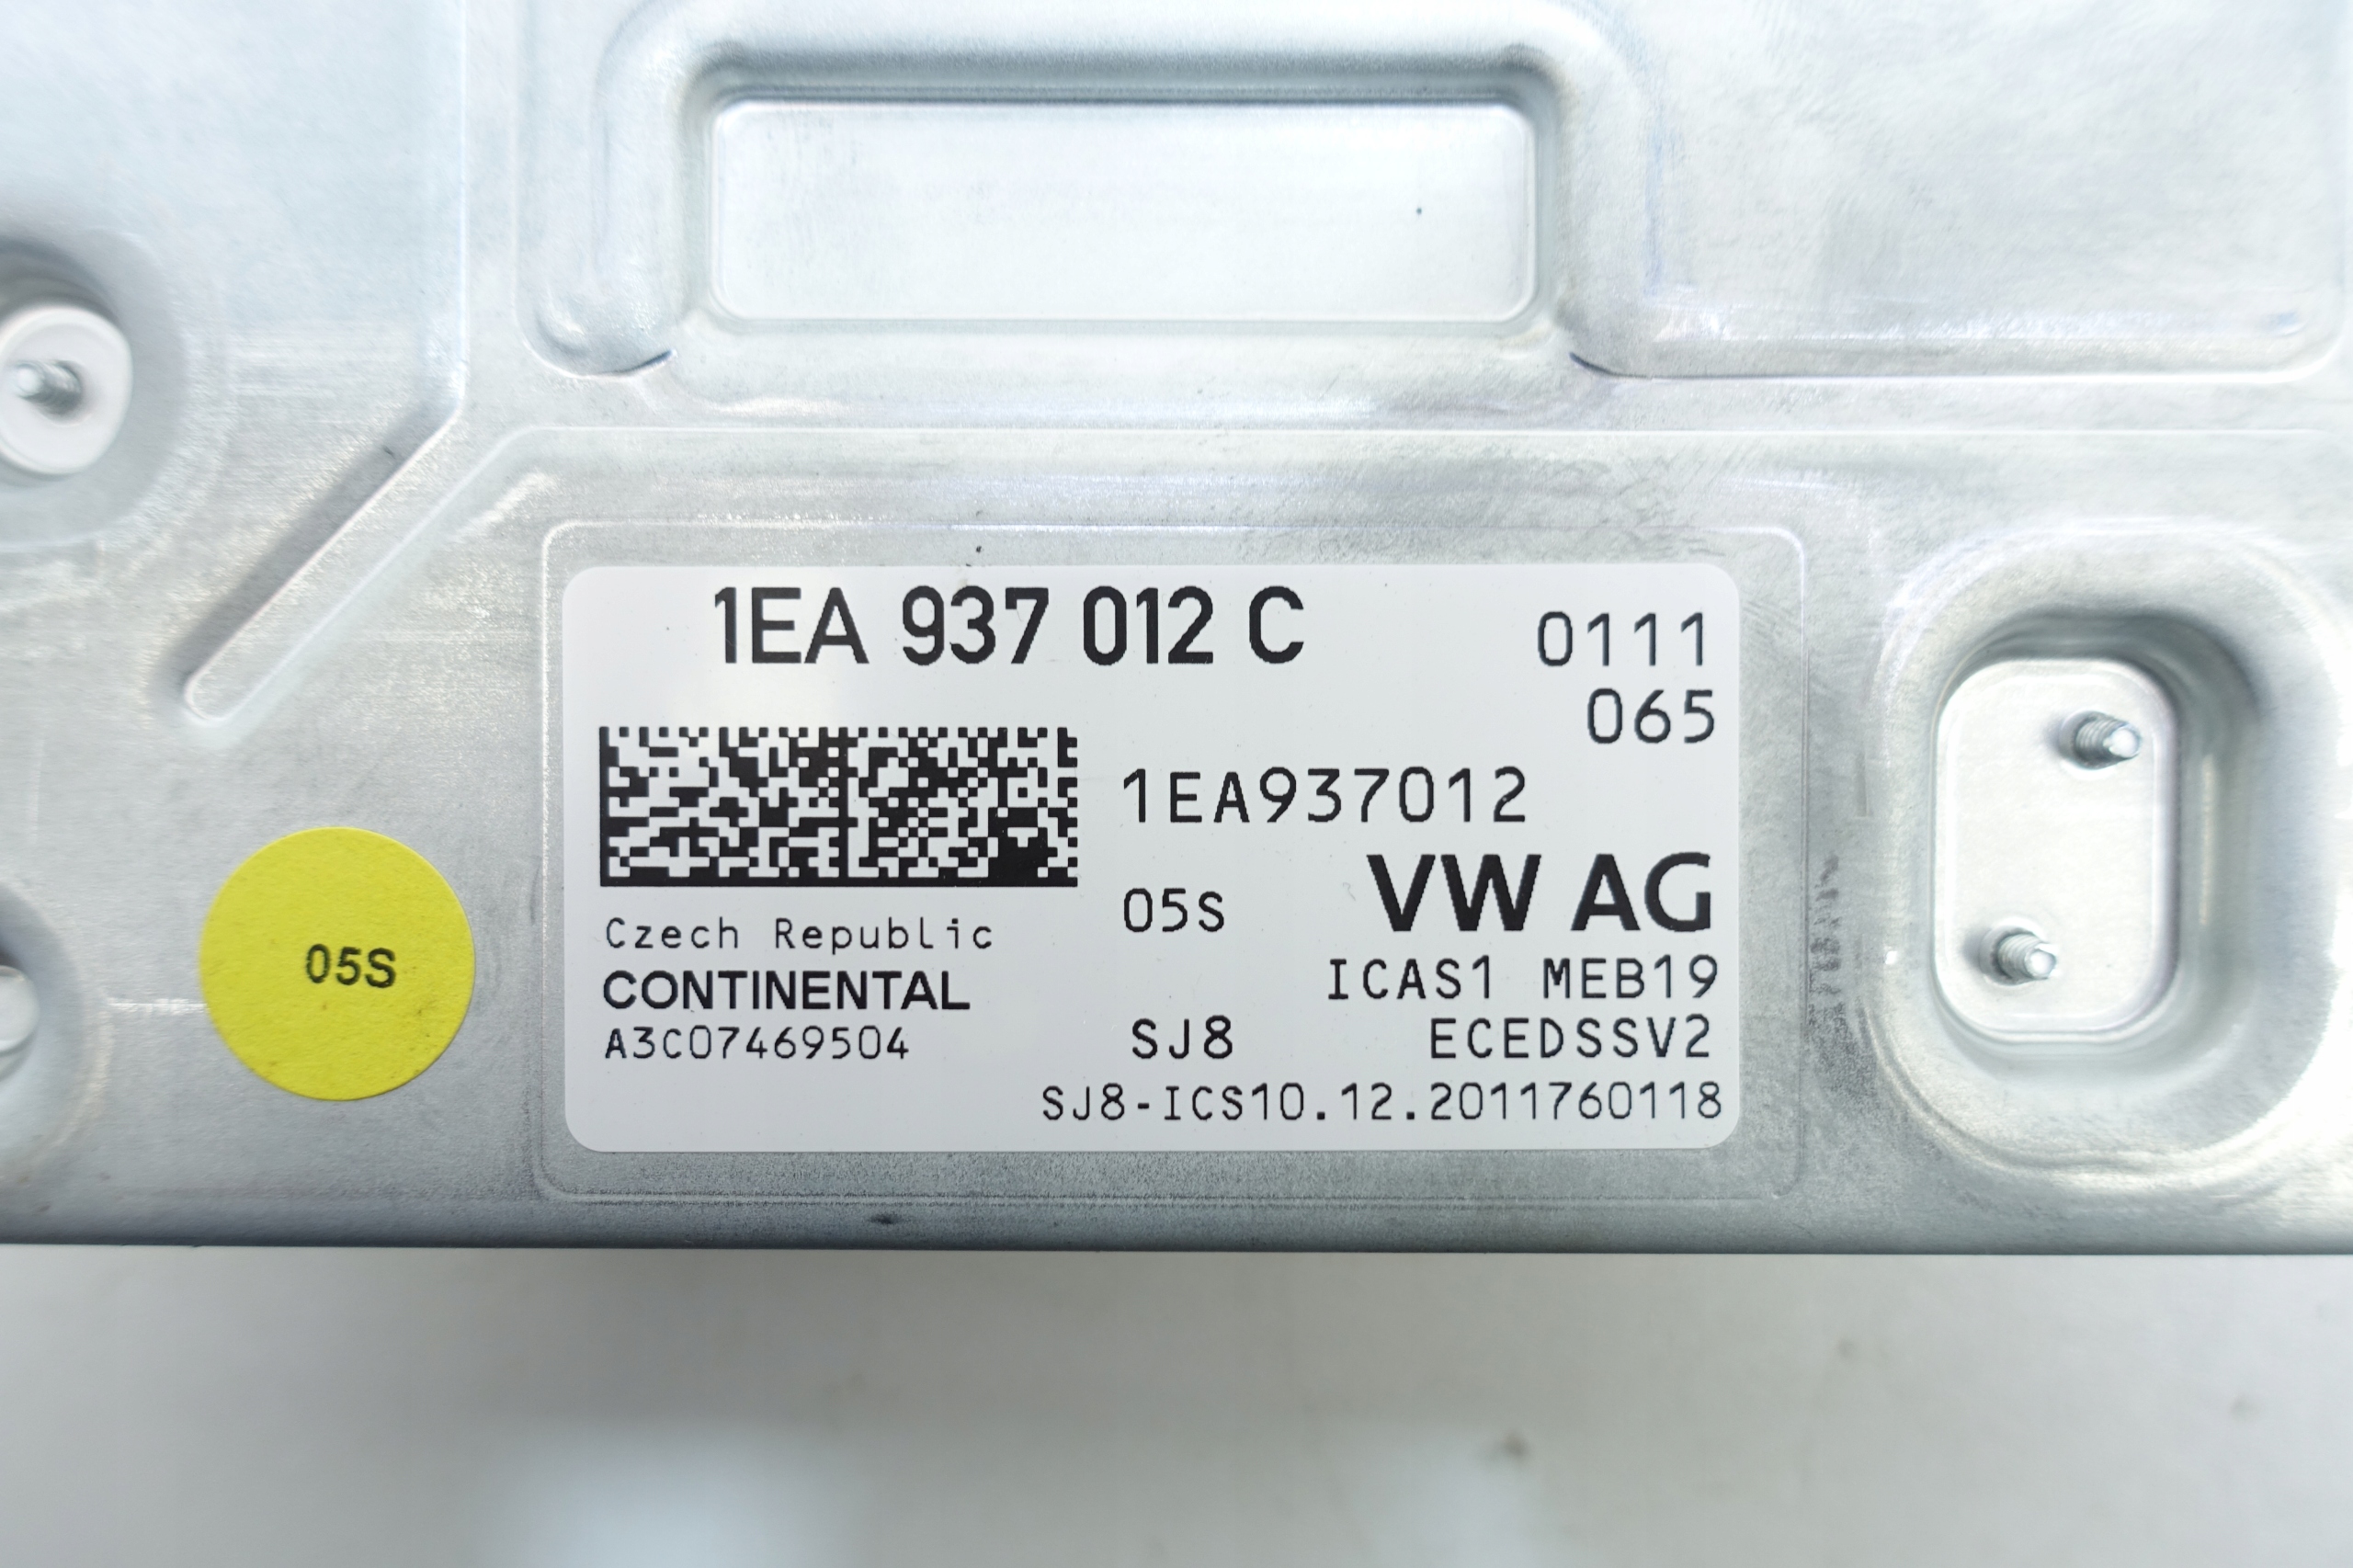 1EA 937 012 C
0111
065
1EA937012
05S
VW AG
Czech Republic
CONTINENTAL
A3C07469504
ICAS1 MEB19
SJ8
ECEDSSV2
SJ8-ICS10.12.2011760118
05S